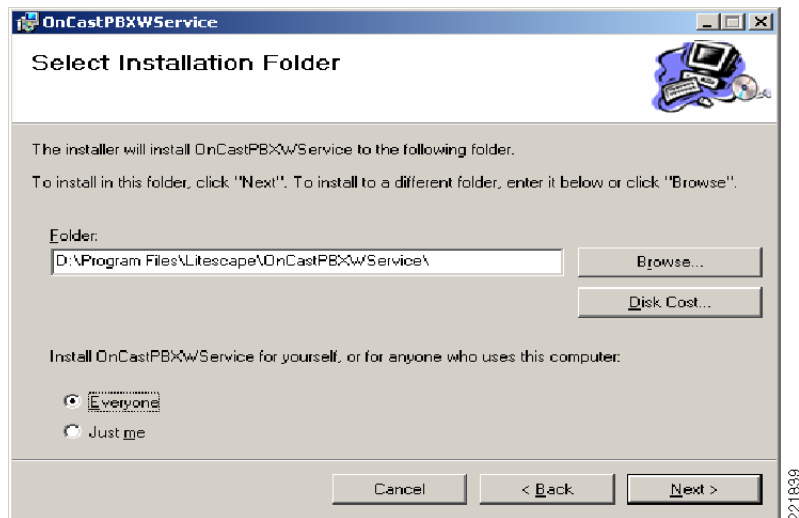 OnCastPBXWService
Select Installation Folder
The installer will install OnCastPBXWService to the following folder.
To install in this folder, click "Next". To install to a different folder, enter it below or click "Browse".
Folder:
D:\Program Files\Litescape\OnCastPBXWService\
Browse...
Disk Cost...
Install OnCastPBXWService for yourself, or for anyone who uses this computer:
Everyone
Just me
Cancel
< Back
Next >
221839